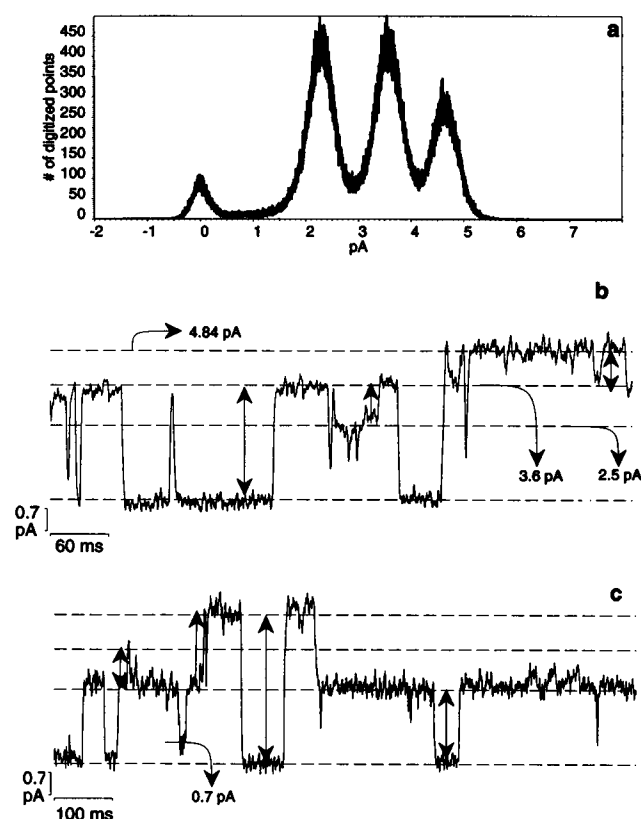 a
# of digitized points
450
400
350
300
250
200
150
100
50
0
-2 -1 0 1 2 3 4 5 6 7
pA
b
4.84 pA
3.6 pA 2.5 pA
0.7
pA
60 ms
c
0.7 pA
0.7
pA
100 ms